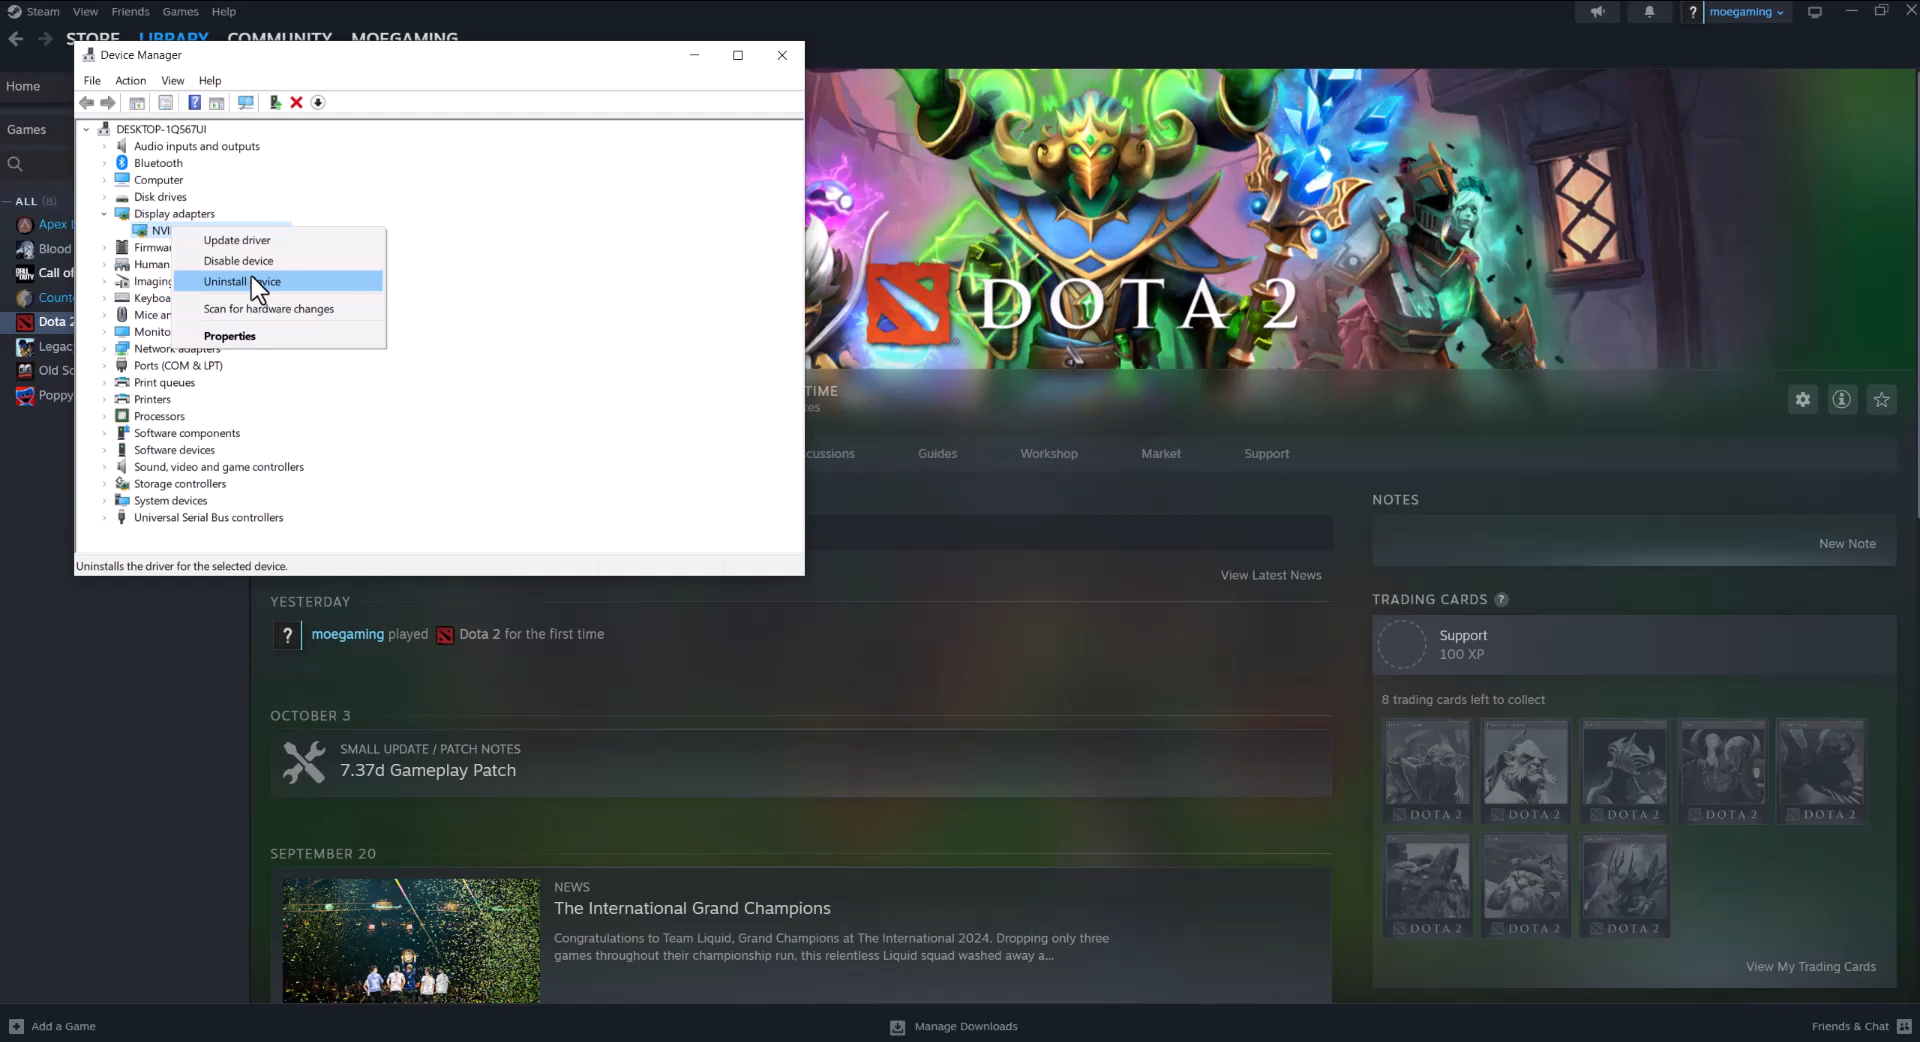 Steam View Friends Games Help
moegaming
STORE LIBRARY COMMUNITY MOEGAMING
Device Manager
File Action View Help
DESKTOP-1Q567UI
Audio inputs and outputs
Bluetooth
Computer
Disk drives
Display adapters
NVI
Firmwar
Human
Imaging
Keyboa
Mice an
Monito
Network adapters
Ports (COM & LPT)
Print queues
Printers
Processors
Software components
Software devices
Sound, video and game controllers
Storage controllers
System devices
Universal Serial Bus controllers
Uninstalls the driver for the selected device.
Update driver
Disable device
Uninstall vice
Scan for hardware changes
Properties
Home
Games
ALL (8)
Apex
Blood
Call of
Count
Dota 2
Legac
Old Sc
Poppy
DOTA 2
TIME
es
cussions Guides Workshop Market Support
View Latest News
YESTERDAY
? moegaming played Dota 2 for the first time
OCTOBER 3
SMALL UPDATE / PATCH NOTES
7.37d Gameplay Patch
SEPTEMBER 20
NEWS
The International Grand Champions
Congratulations to Team Liquid, Grand Champions at The International 2024. Dropping only three
games throughout their championship run, this relentless Liquid squad washed away a...
NOTES
New Note
TRADING CARDS ?
Support
100 XP
8 trading cards left to collect
DOTA 2 DOTA 2 DOTA 2 DOTA 2 DOTA 2
DOTA 2 DOTA 2 DOTA 2
View My Trading Cards
Add a Game
Manage Downloads
Friends & Chat